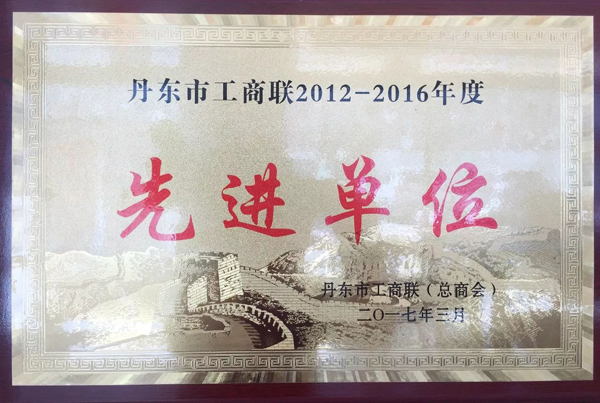 丹东市工商联2012-2016年度
先进单位
丹东市工商联（总商会）
二〇一七年三月